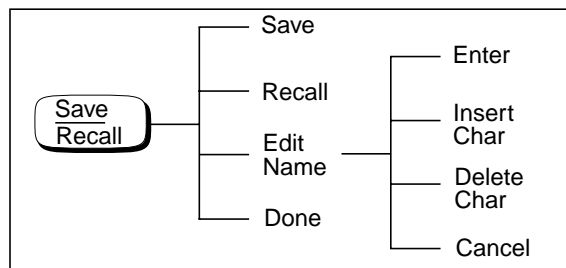 Save
Recall
Save
Recall
Edit
Name
Done
Enter
Insert
Char
Delete
Char
Cancel